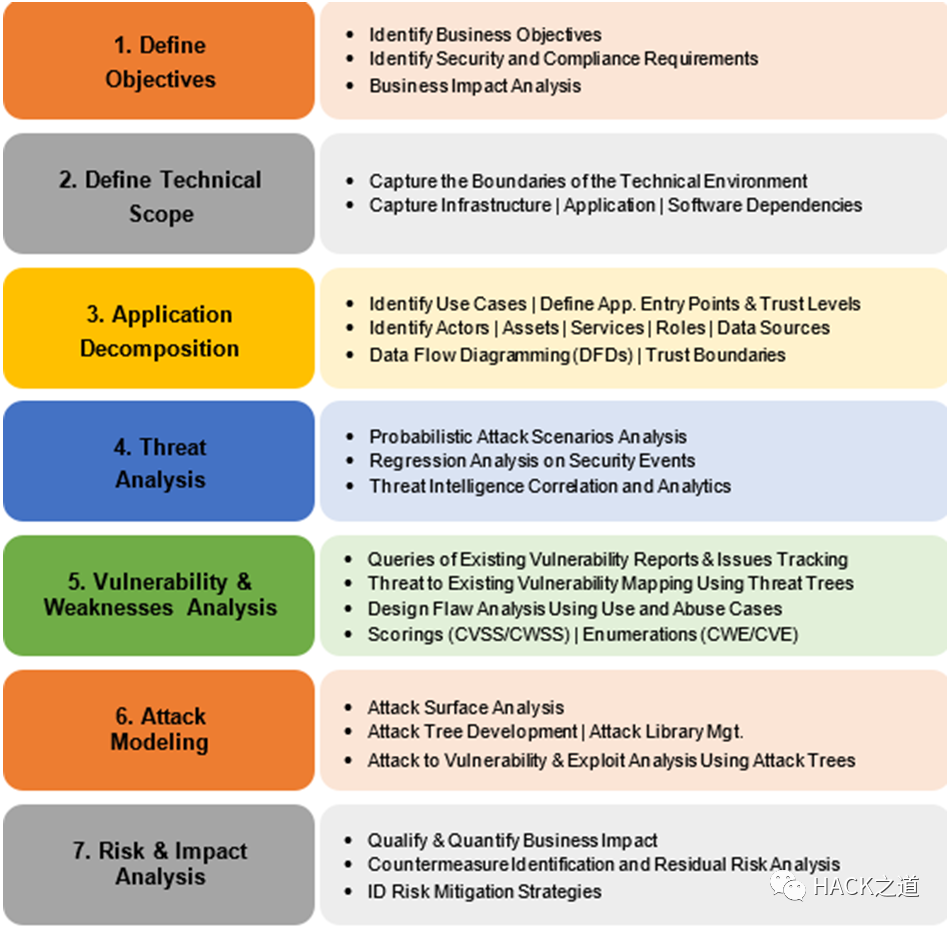 1. Define
Objectives
• Identify Business Objectives
• Identify Security and Compliance Requirements
• Business Impact Analysis
2. Define Technical
Scope
• Capture the Boundaries of the Technical Environment
• Capture Infrastructure | Application | Software Dependencies
3. Application
Decomposition
• Identify Use Cases | Define App. Entry Points & Trust Levels
• Identify Actors | Assets | Services | Roles | Data Sources
• Data Flow Diagramming (DFDs) | Trust Boundaries
4. Threat
Analysis
• Probabilistic Attack Scenarios Analysis
• Regression Analysis on Security Events
• Threat Intelligence Correlation and Analytics
5. Vulnerability &
Weaknesses Analysis
• Queries of Existing Vulnerability Reports & Issues Tracking
• Threat to Existing Vulnerability Mapping Using Threat Trees
• Design Flaw Analysis Using Use and Abuse Cases
• Scorings (CVSS/CWSS) | Enumerations (CWE/CVE)
6. Attack
Modeling
• Attack Surface Analysis
• Attack Tree Development | Attack Library Mgt.
• Attack to Vulnerability & Exploit Analysis Using Attack Trees
7. Risk & Impact
Analysis
• Qualify & Quantify Business Impact
• Countermeasure Identification and Residual Risk Analysis
• ID Risk Mitigation Strategies
HACK之道